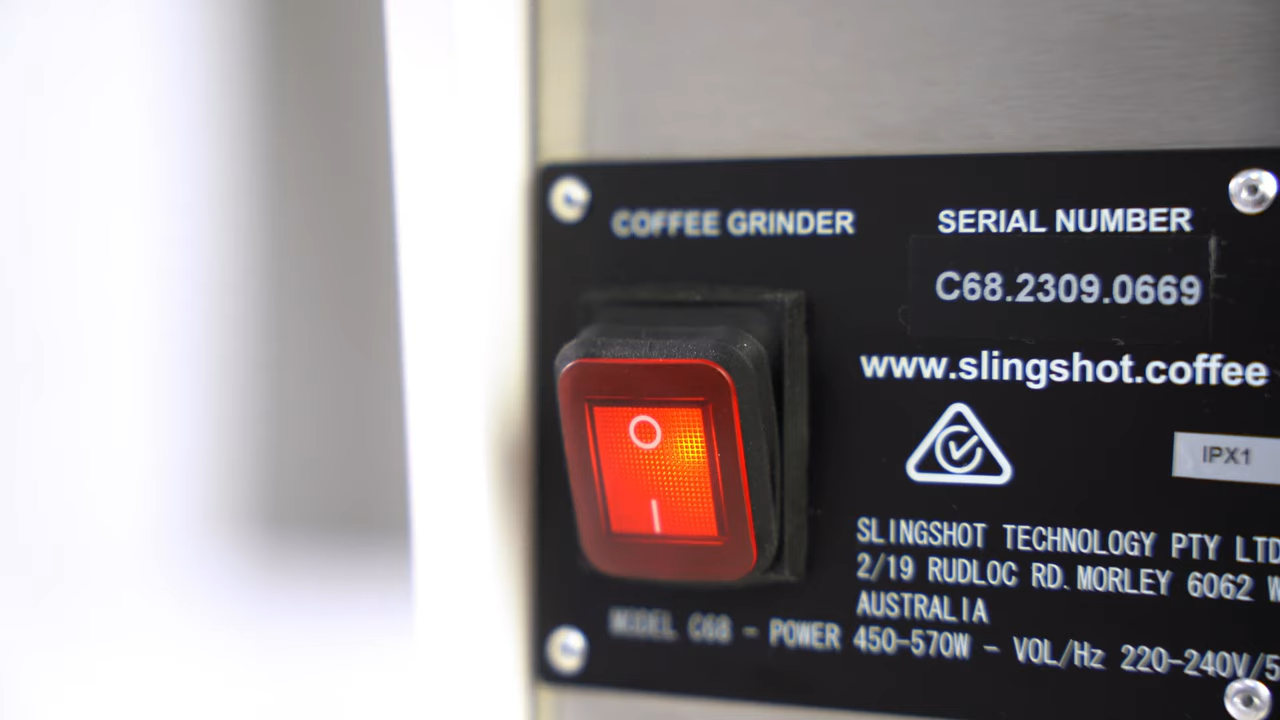 COFFEE GRINDER
SERIAL NUMBER
C68.2309.0669
www.slingshot.coffee
IPX1
SLINGSHOT TECHNOLOGY PTY LTD
2/19 RUDLOC RD.MORLEY 6062 W
AUSTRALIA
MODEL C68 - POWER 450-570W - VOL/Hz 220-240V/5